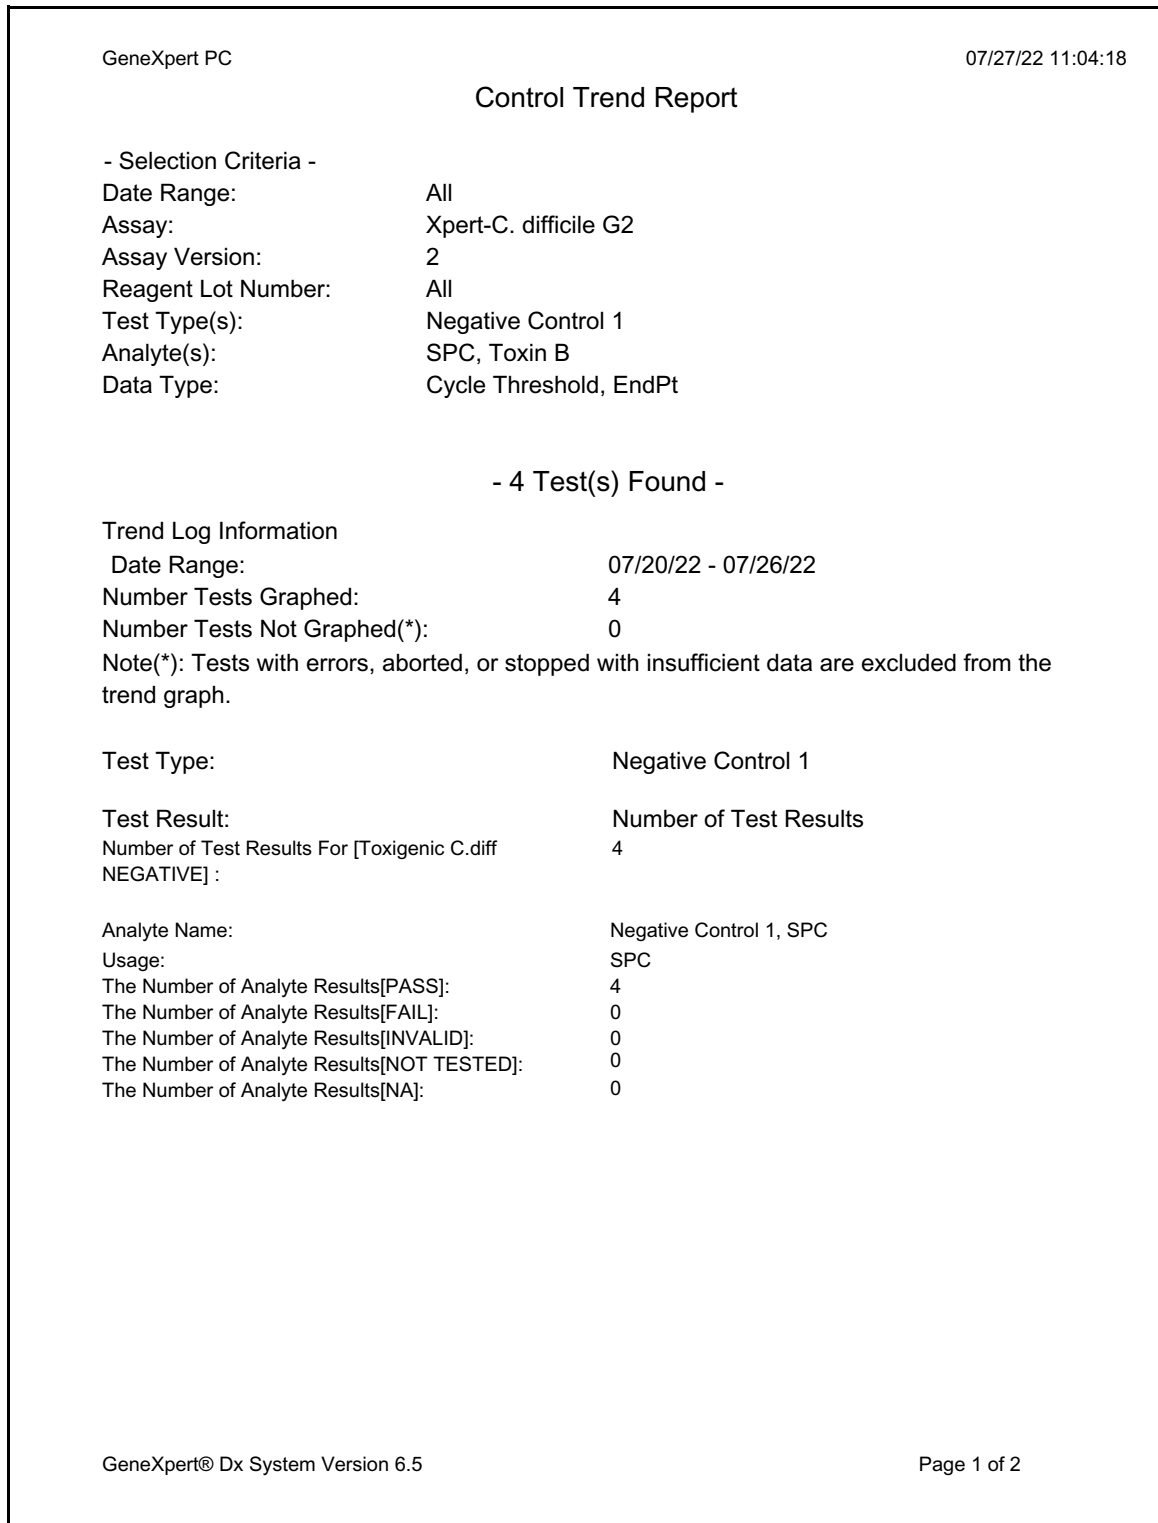 GeneXpert PC 07/27/22 11:04:18
Control Trend Report
- Selection Criteria -
Date Range: All
Assay: Xpert-C. difficile G2
Assay Version: 2
Reagent Lot Number: All
Test Type(s): Negative Control 1
Analyte(s): SPC, Toxin B
Data Type: Cycle Threshold, EndPt
- 4 Test(s) Found -
Trend Log Information
Date Range: 07/20/22 - 07/26/22
Number Tests Graphed: 4
Number Tests Not Graphed(*): 0
Note(*): Tests with errors, aborted, or stopped with insufficient data are excluded from the
trend graph.
Test Type: Negative Control 1
Test Result: Number of Test Results
Number of Test Results For [Toxigenic C.diff 4
NEGATIVE] :
Analyte Name: Negative Control 1, SPC
Usage: SPC
The Number of Analyte Results[PASS]: 4
The Number of Analyte Results[FAIL]: 0
The Number of Analyte Results[INVALID]: 0
The Number of Analyte Results[NOT TESTED]: 0
The Number of Analyte Results[NA]: 0
GeneXpert® Dx System Version 6.5 Page 1 of 2